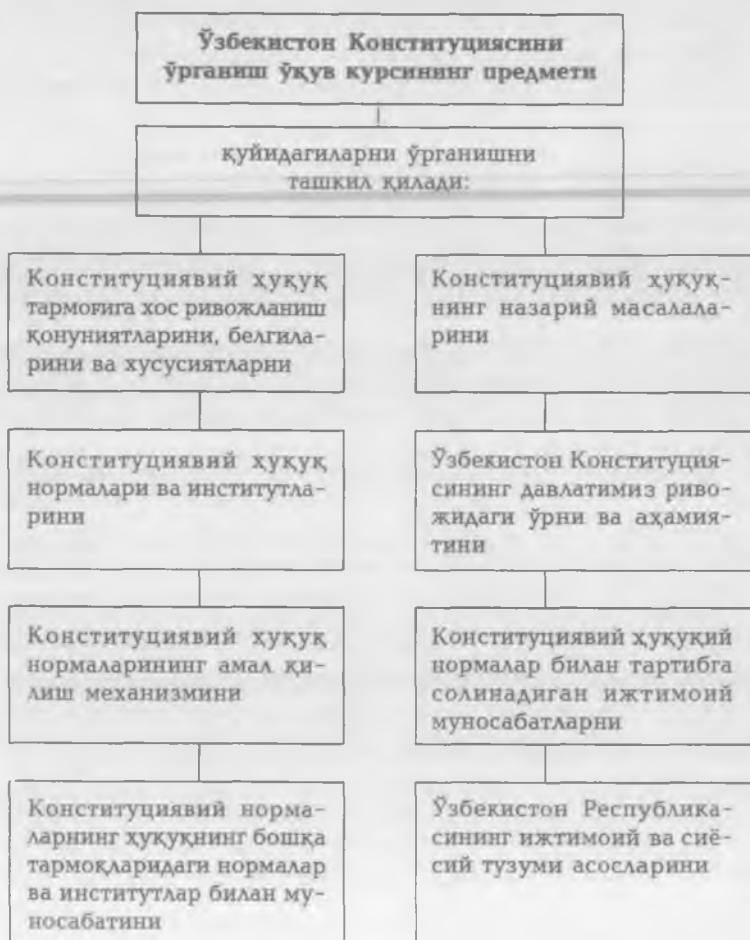 Ўзбекистон Конституциясини
ўрганиш ўқув курсининг предмети
қуйидагиларни ўрганишни
ташкил қилади:
Конституциявий ҳуқуқ
тармоғига хос ривожланиш
қонуниятларини, белгила-
рини ва хусусиятларни
Конституциявий ҳуқуқ-
нинг назарий масалала-
рини
Конституциявий ҳуқуқ
нормалари ва институтла-
рини
Ўзбекистон Конституция-
сининг давлатимиз риво-
жидаги ўрни ва аҳамия-
тини
Конституциявий ҳуқуқ
нормаларининг амал қи-
лиш механизмини
Конституциявий ҳуқуқий
нормалар билан тартибга
солинадиган ижтимоий
муносабатларни
Конституциявий норма-
ларнинг ҳуқуқнинг бошқа
тармоқларидаги нормалар
ва институтлар билан му-
носабатини
Ўзбекистон Республика-
сининг ижтимоий ва сиё-
сий тузуми асосларини